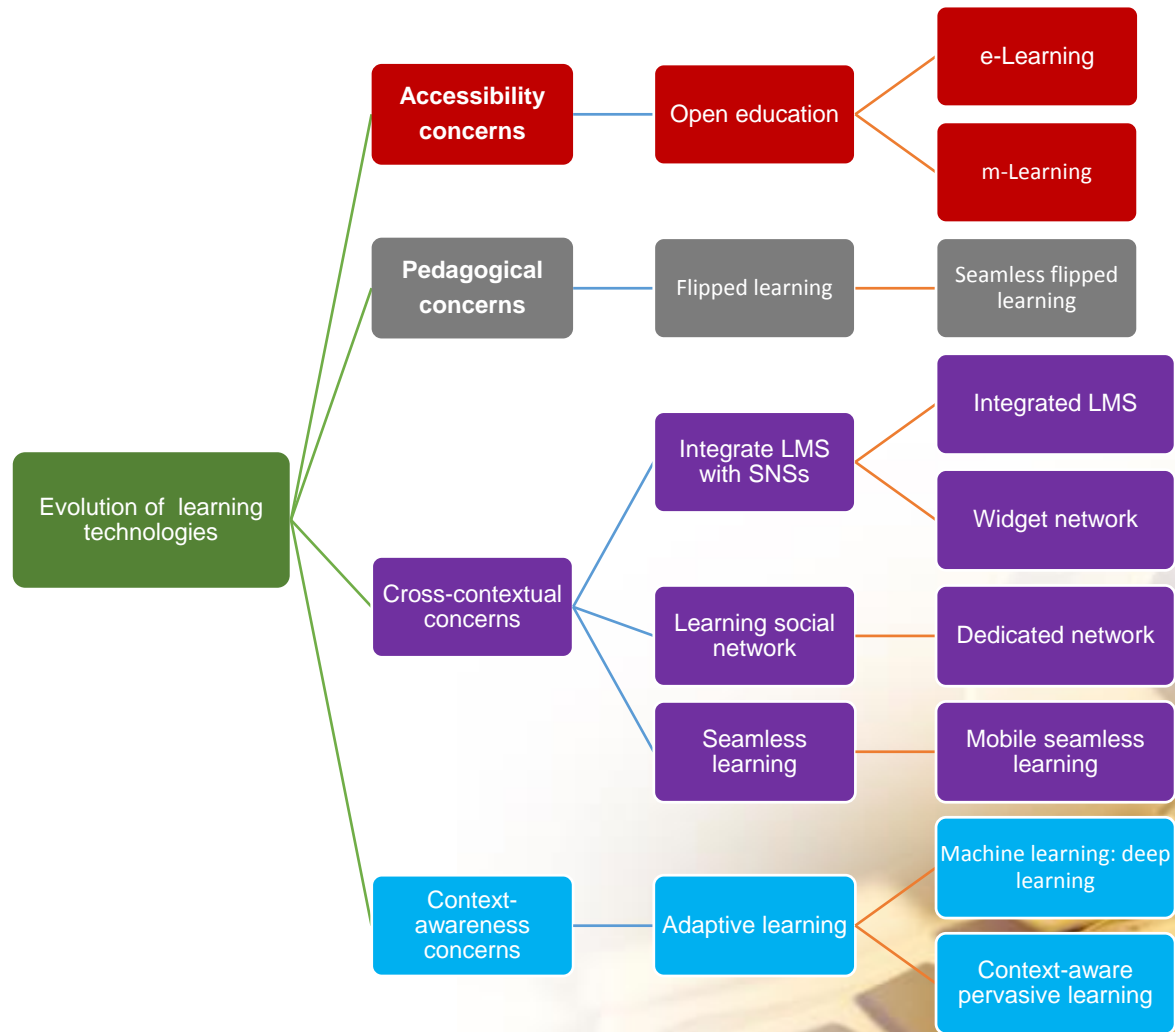 e-Learning
Accessibility
concerns
Open education
m-Learning
Pedagogical
concerns
Flipped learning
Seamless flipped
learning
Integrated LMS
Integrate LMS
with SNSs
Widget network
Evolution of  learning
technologies
Cross-contextual
concerns
Learning social
network
Dedicated network
Seamless
learning
Mobile seamless
learning
Machine learning: deep
learning
Context-
awareness
concerns
Adaptive learning
Context-aware
pervasive learning